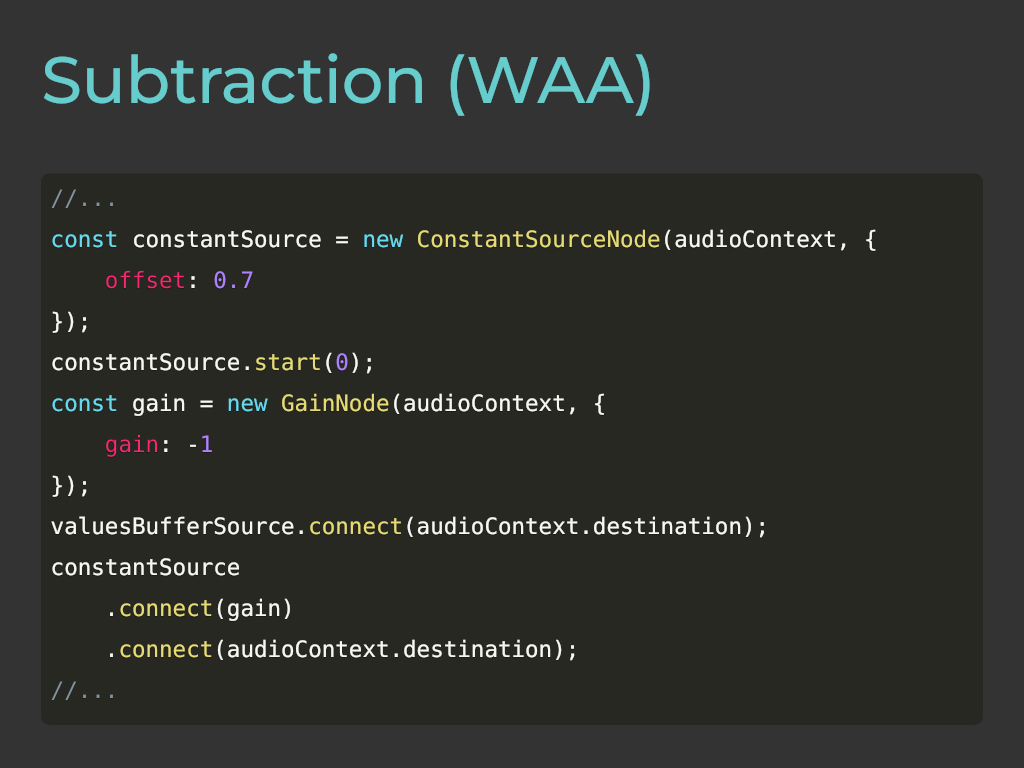 Subtraction (WAA)
//...
const constantSource = new ConstantSourceNode(audioContext, {
    offset: 0.7
});
constantSource.start(0);
const gain = new GainNode(audioContext, {
    gain: -1
});
valuesBufferSource.connect(audioContext.destination);
constantSource
    .connect(gain)
    .connect(audioContext.destination);
//...